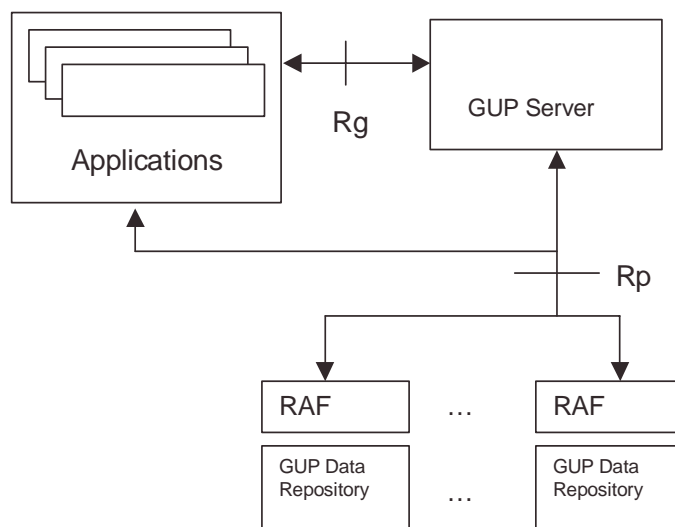 GUP Server
Rg
Applications
Rp
RAF
...
RAF
GUP Data
Repository
...
GUP Data
Repository